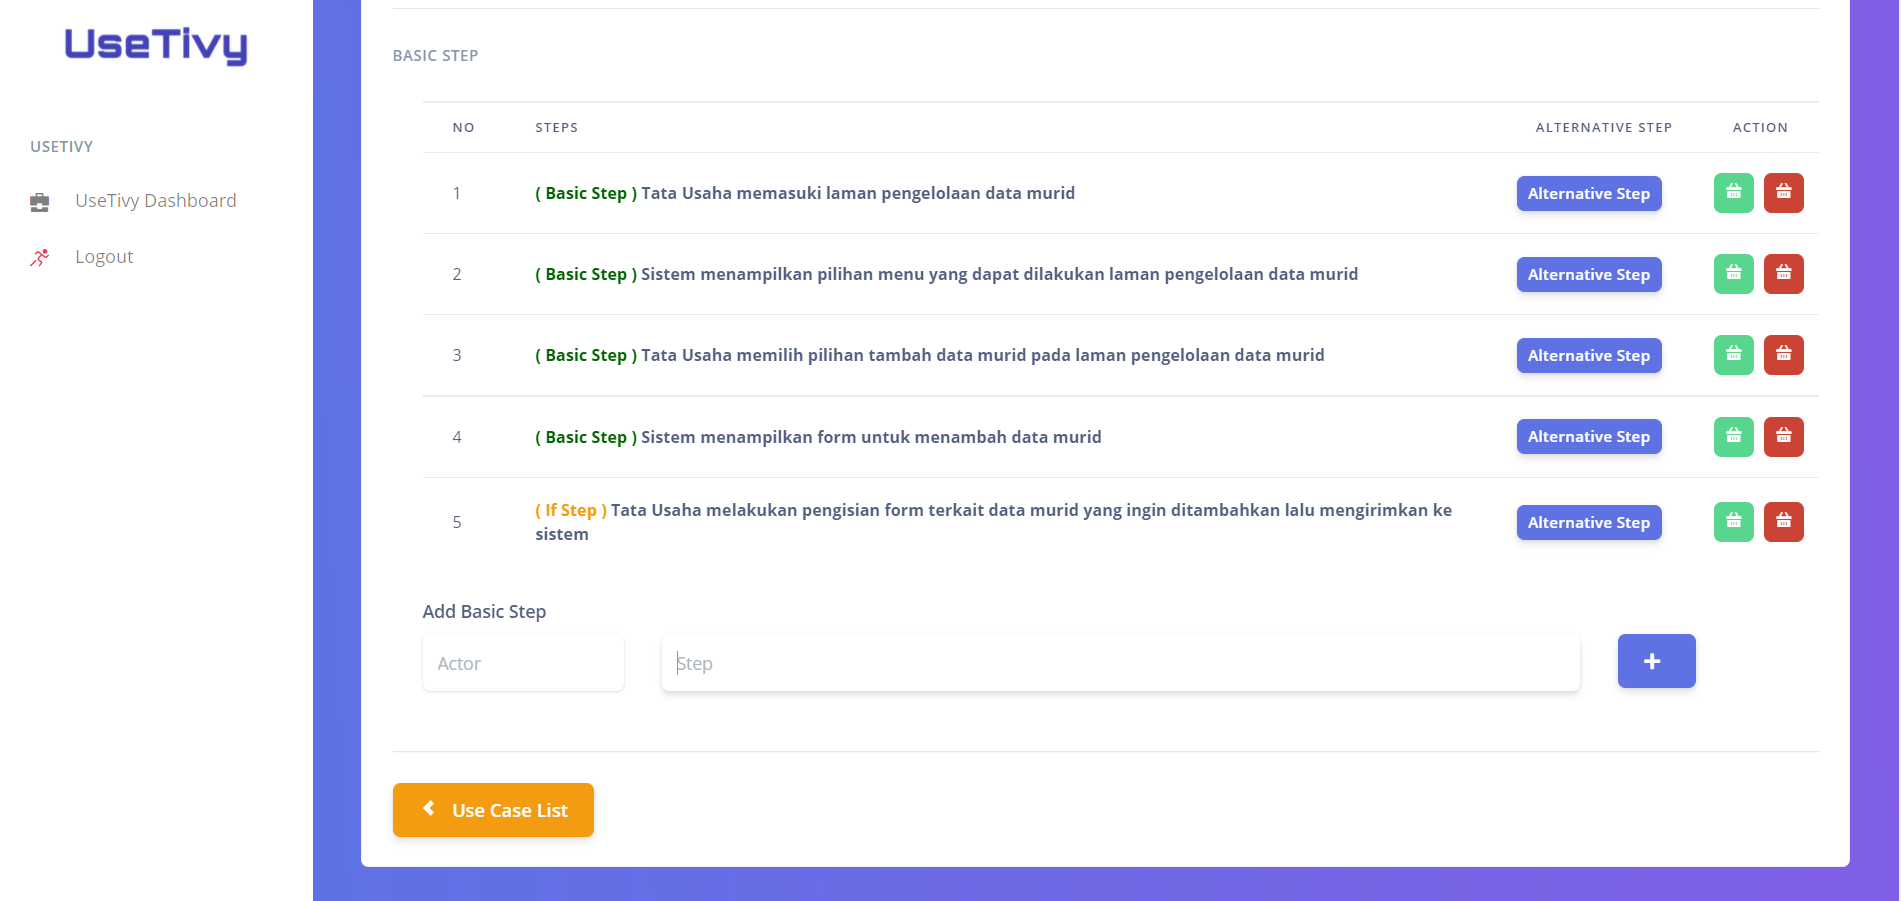 UseTivy
USETIVY
UseTivy Dashboard
Logout
BASIC STEP
NO STEPS ALTERNATIVE STEP ACTION
1 ( Basic Step ) Tata Usaha memasuki laman pengelolaan data murid Alternative Step
2 ( Basic Step ) Sistem menampilkan pilihan menu yang dapat dilakukan laman pengelolaan data murid Alternative Step
3 ( Basic Step ) Tata Usaha memilih pilihan tambah data murid pada laman pengelolaan data murid Alternative Step
4 ( Basic Step ) Sistem menampilkan form untuk menambah data murid Alternative Step
5 ( If Step ) Tata Usaha melakukan pengisian form terkait data murid yang ingin ditambahkan lalu mengirimkan ke Alternative Step
sistem
Add Basic Step
Actor Step
Use Case List